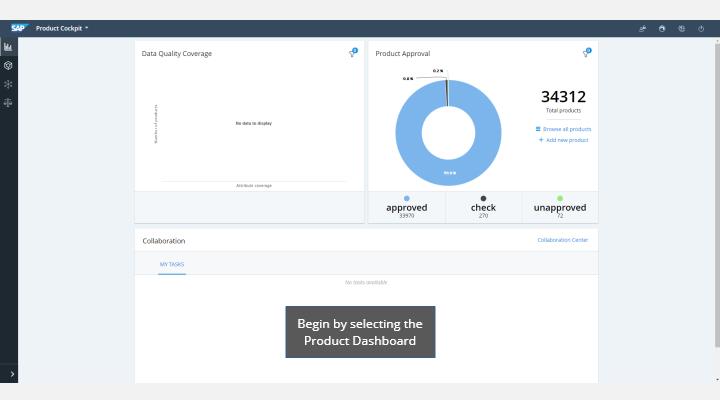 SAP Product Cockpit
Data Quality Coverage
Number of products
No data to display
Attribute coverage
Product Approval
0.2 %
0.8 %
99.0 %
34312
Total products
Browse all products
+ Add new product
approved
33970
check
270
unapproved
72
Collaboration
Collaboration Center
MY TASKS
No tasks available
Begin by selecting the
Product Dashboard